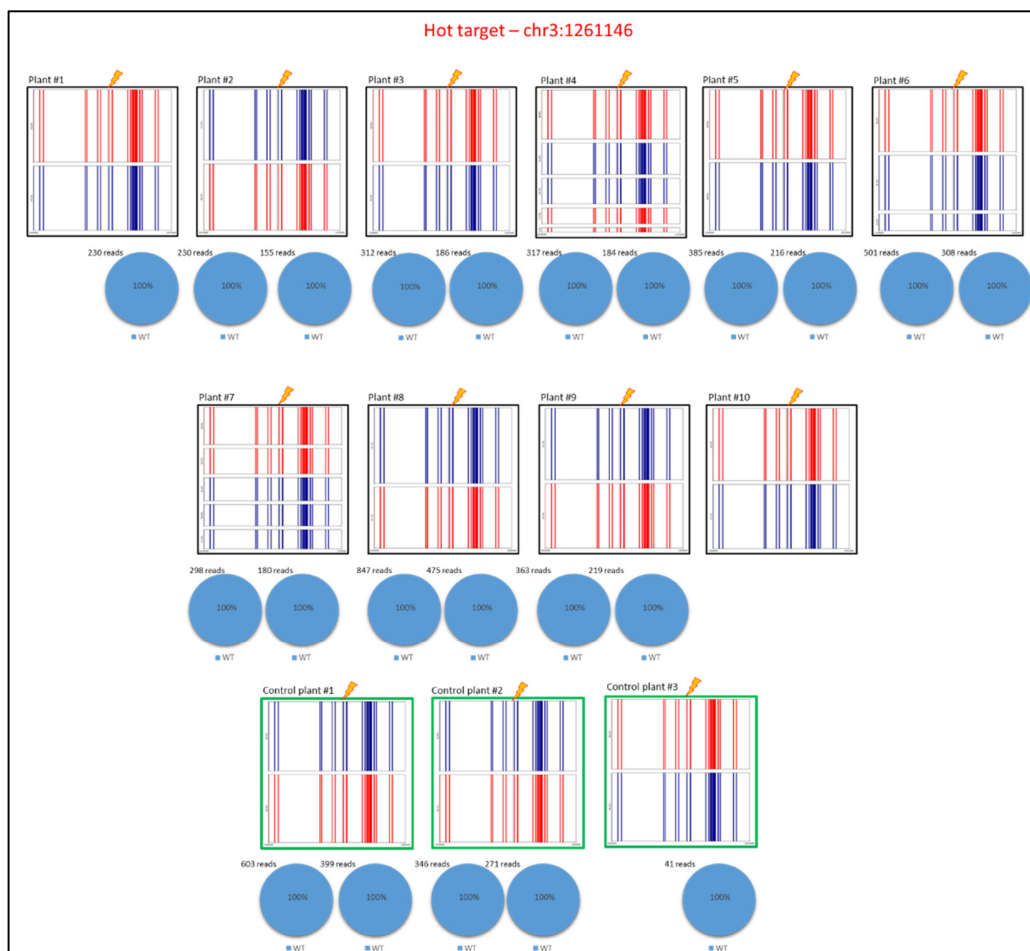 Hot target – chr3:1261146
Plant #1 Plant #2 Plant #3 Plant #4 Plant #5 Plant #6
230 reads 230 reads 155 reads 312 reads 186 reads 317 reads 184 reads 385 reads 216 reads 501 reads 308 reads
100% 100% 100% 100% 100% 100% 100% 100% 100% 100% 100%
WT WT WT WT WT WT WT WT WT WT WT
Plant #7 Plant #8 Plant #9 Plant #10
298 reads 180 reads 847 reads 475 reads 363 reads 219 reads
100% 100% 100% 100% 100% 100%
WT WT WT WT WT WT
Control plant #1 Control plant #2 Control plant #3
603 reads 399 reads 346 reads 271 reads 41 reads
100% 100% 100% 100% 100%
WT WT WT WT WT